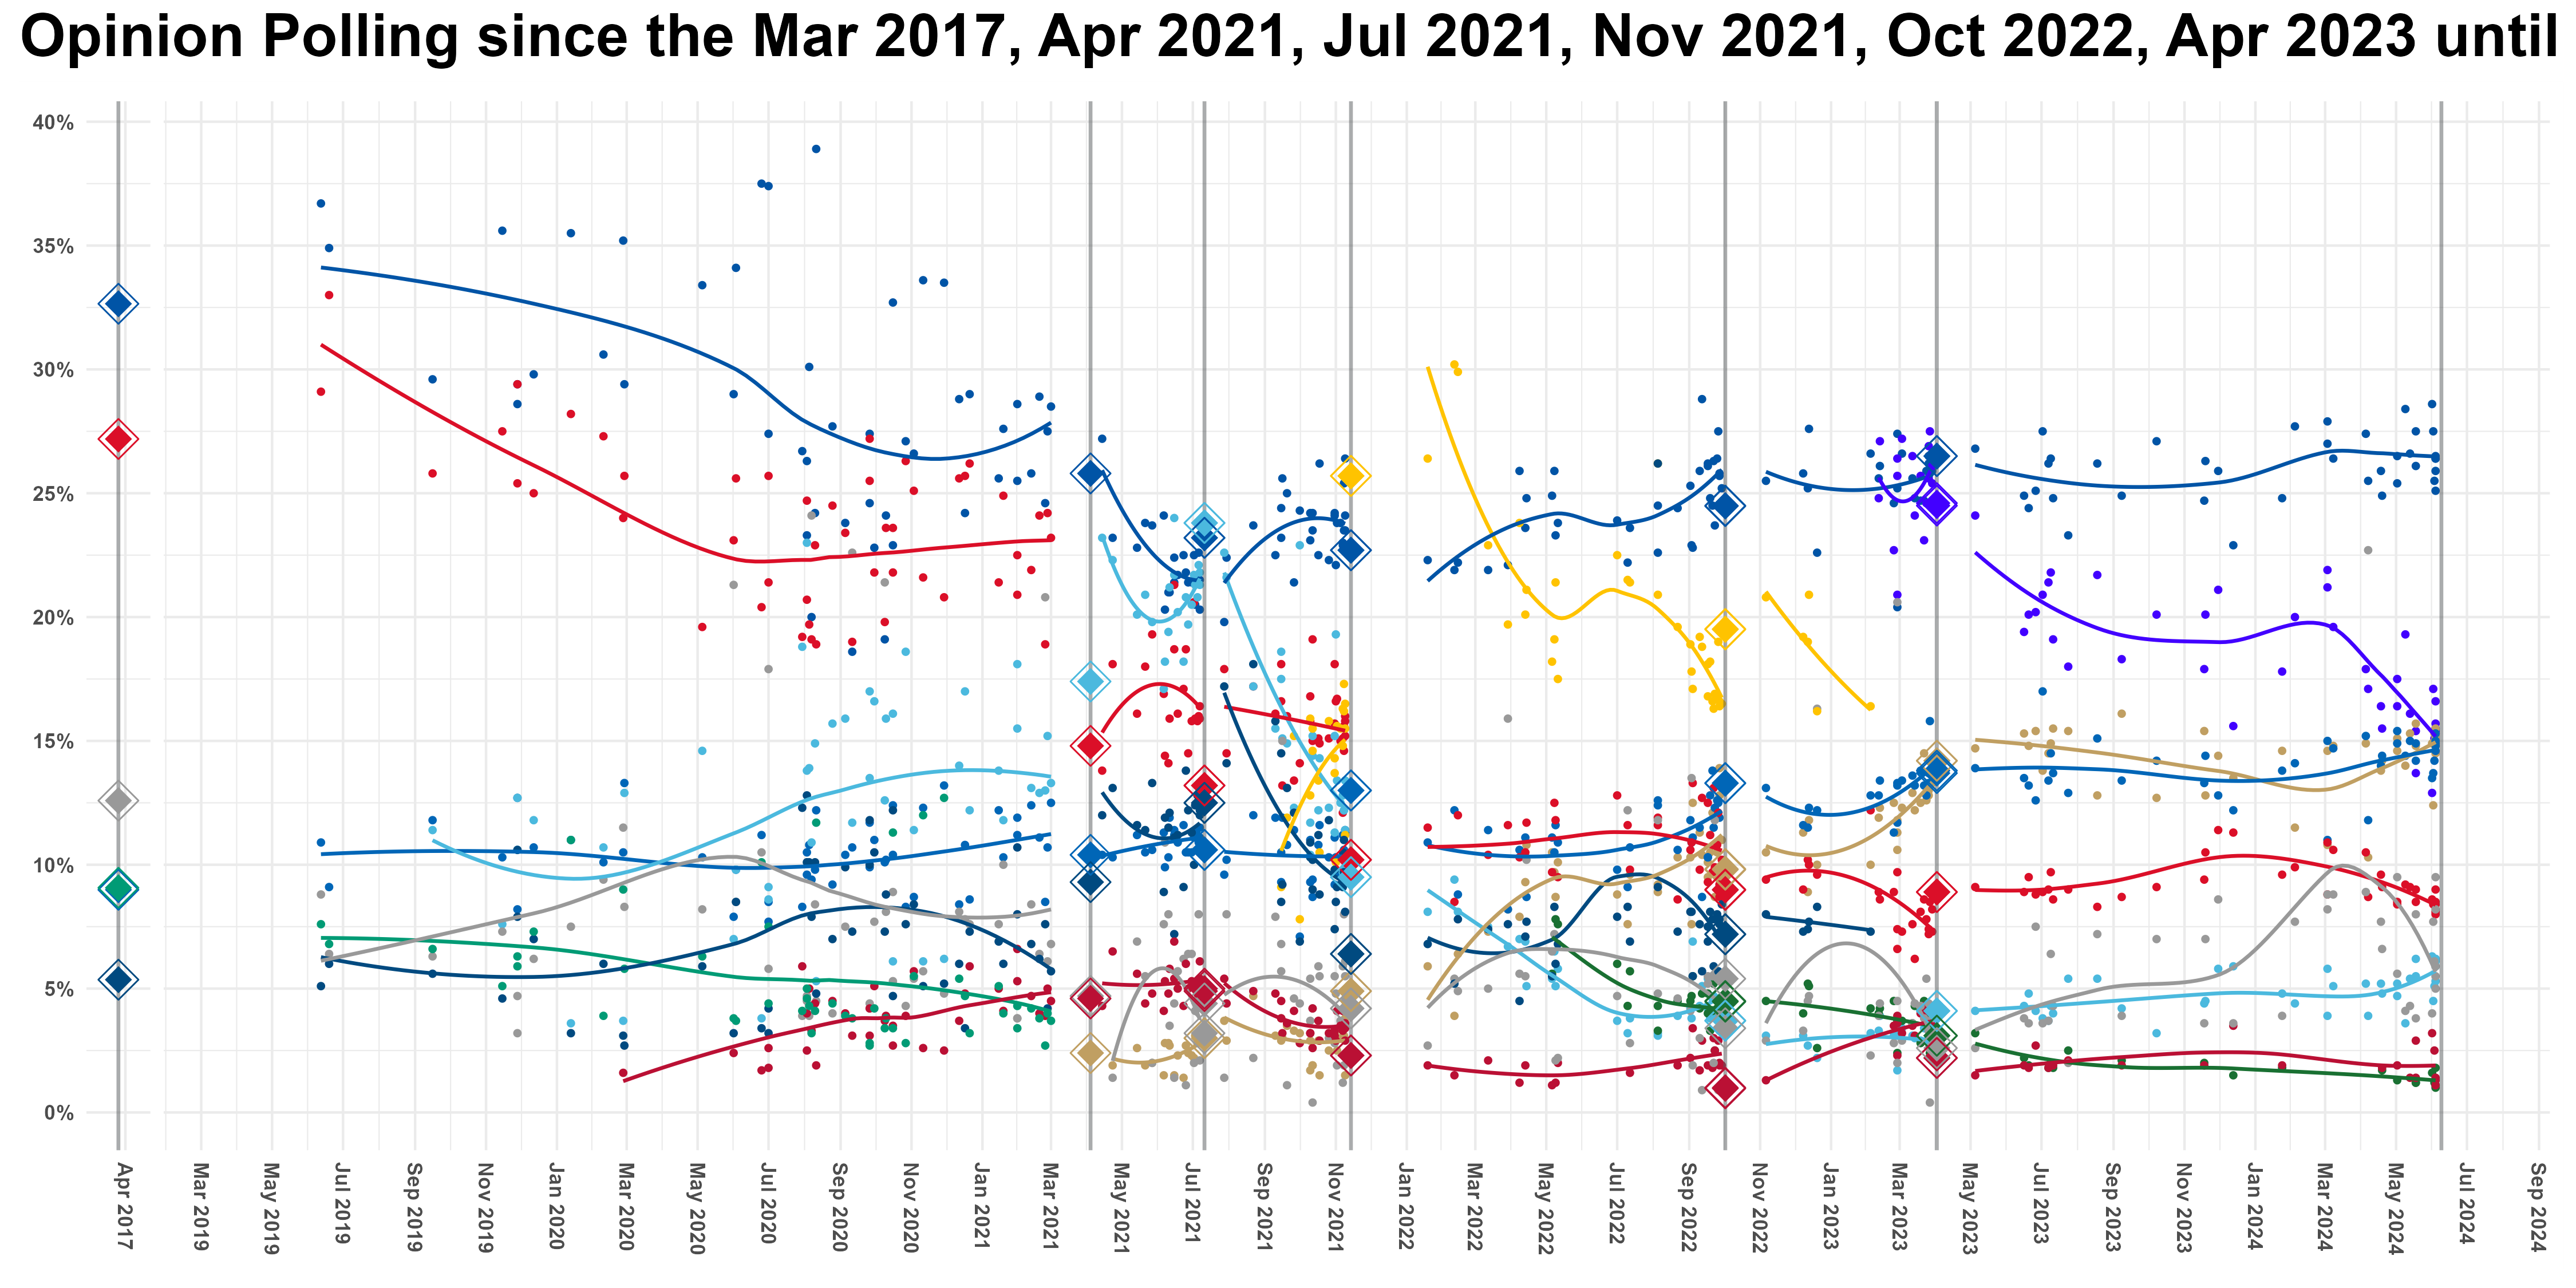 Opinion Polling since the Mar 2017, Apr 2021, Jul 2021, Nov 2021, Oct 2022, Apr 2023 until
40%
35%
30%
25%
20%
15%
10%
5%
0%
Apr 2017
Mar 2019
May 2019
Jul 2019
Sep 2019
Nov 2019
Jan 2020
Mar 2020
May 2020
Jul 2020
Sep 2020
Nov 2020
Jan 2021
Mar 2021
May 2021
Jul 2021
Sep 2021
Nov 2021
Jan 2022
Mar 2022
May 2022
Jul 2022
Sep 2022
Nov 2022
Jan 2023
Mar 2023
May 2023
Jul 2023
Sep 2023
Nov 2023
Jan 2024
Mar 2024
May 2024
Jul 2024
Sep 2024